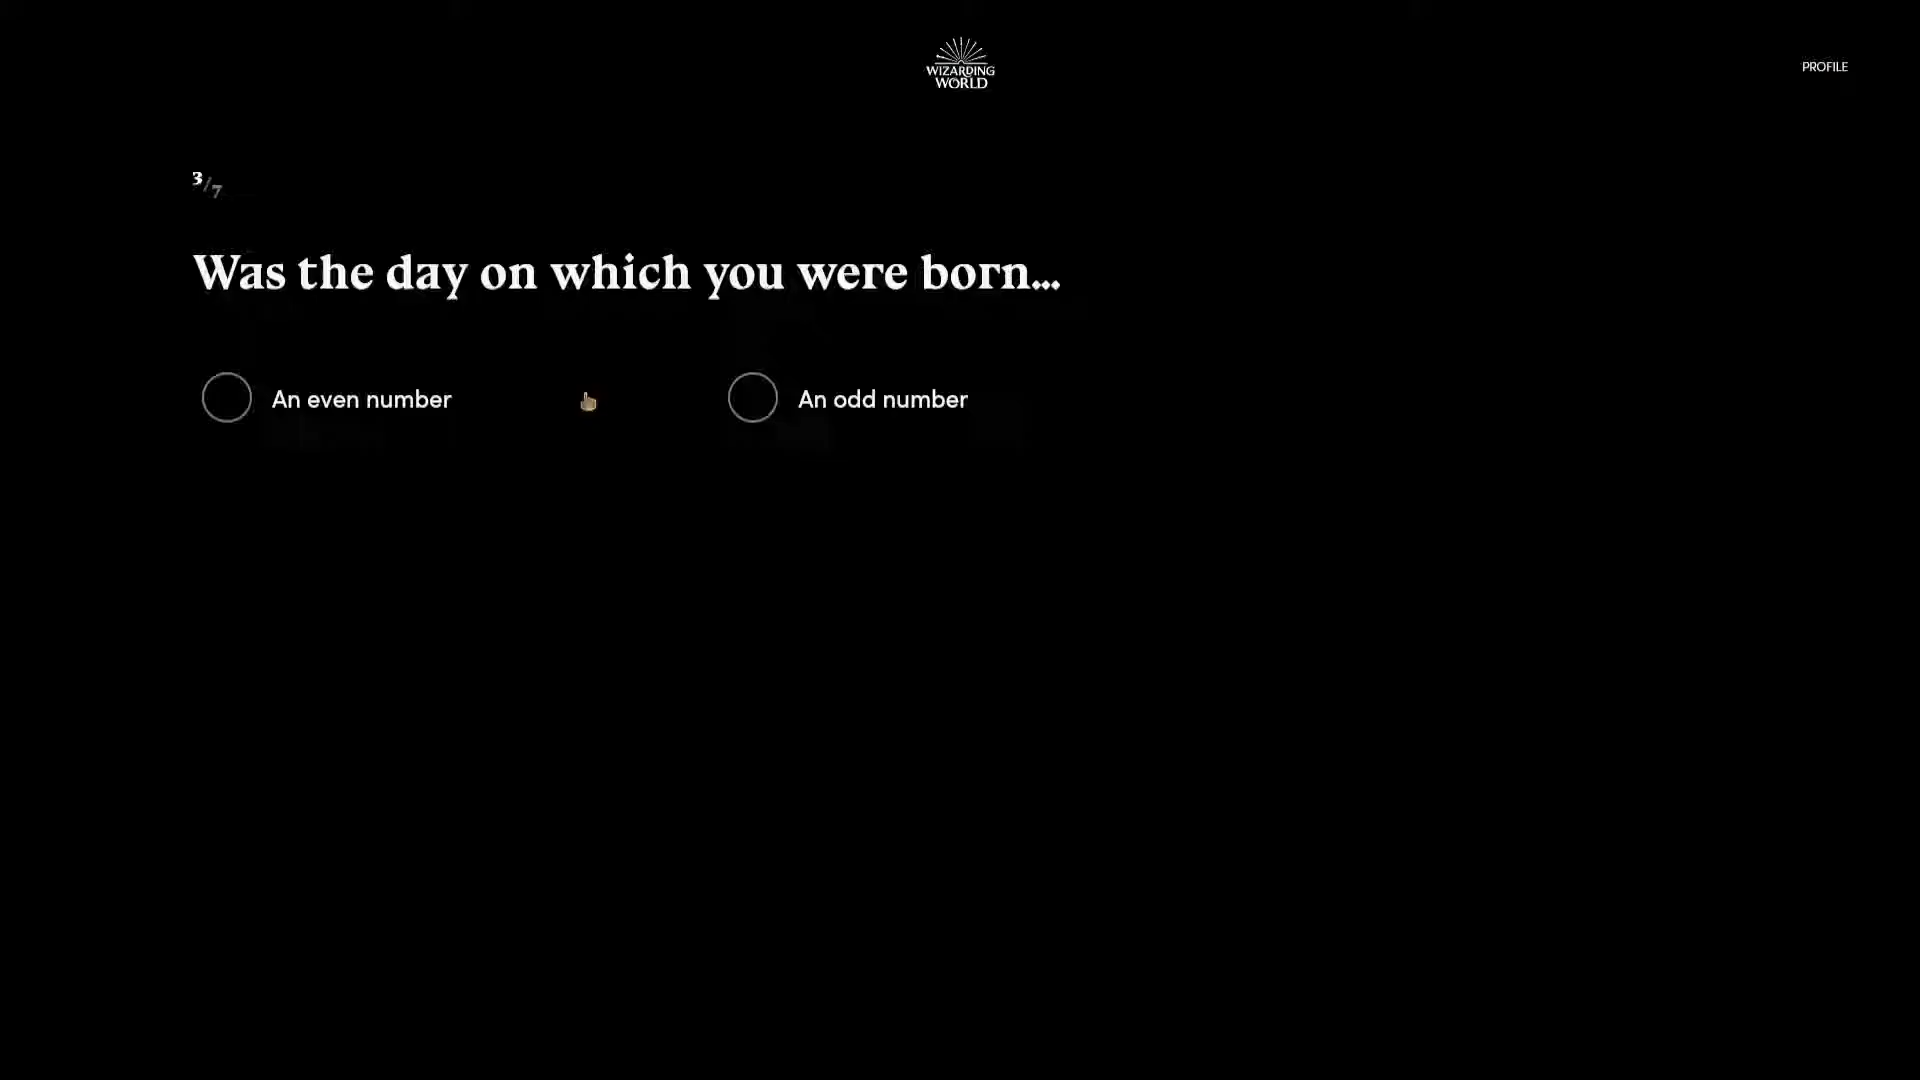 WIZARDING
WORLD
PROFILE
3/7
Was the day on which you were born...
An even number
An odd number